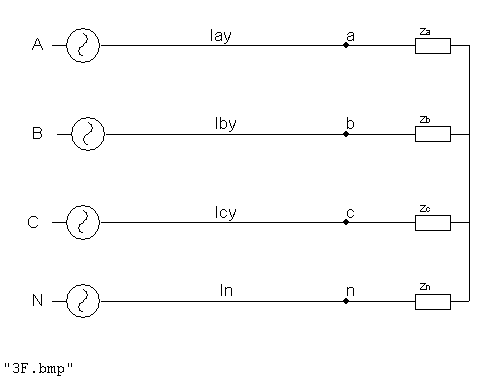 A Iay a Za
B Iby b Zb
C Icy c Zc
N In n Zn
"3F.bmp"